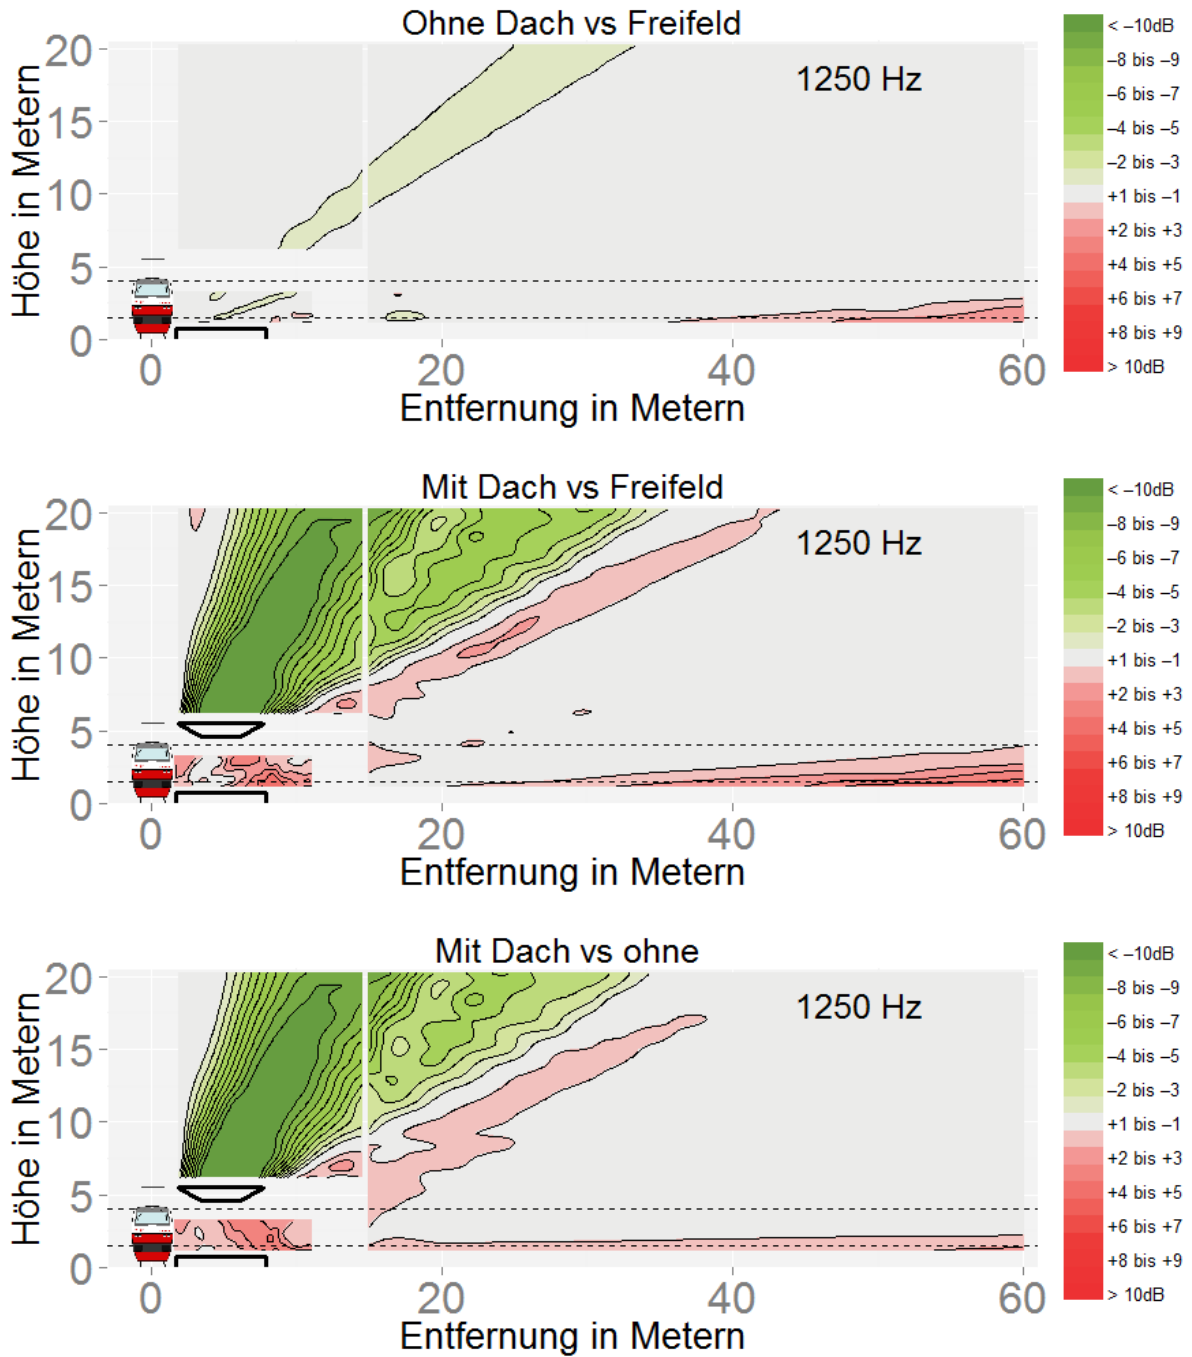 Ohne Dach vs Freifeld
1250 Hz
Höhe in Metern
20
15
10
5
0
0 20 40 60
Entfernung in Metern
< –10dB
–8 bis –9
–6 bis –7
–4 bis –5
–2 bis –3
+1 bis –1
+2 bis +3
+4 bis +5
+6 bis +7
+8 bis +9
> 10dB
Mit Dach vs Freifeld
1250 Hz
Höhe in Metern
20
15
10
5
0
0 20 40 60
Entfernung in Metern
< –10dB
–8 bis –9
–6 bis –7
–4 bis –5
–2 bis –3
+1 bis –1
+2 bis +3
+4 bis +5
+6 bis +7
+8 bis +9
> 10dB
Mit Dach vs ohne
1250 Hz
Höhe in Metern
20
15
10
5
0
0 20 40 60
Entfernung in Metern
< –10dB
–8 bis –9
–6 bis –7
–4 bis –5
–2 bis –3
+1 bis –1
+2 bis +3
+4 bis +5
+6 bis +7
+8 bis +9
> 10dB